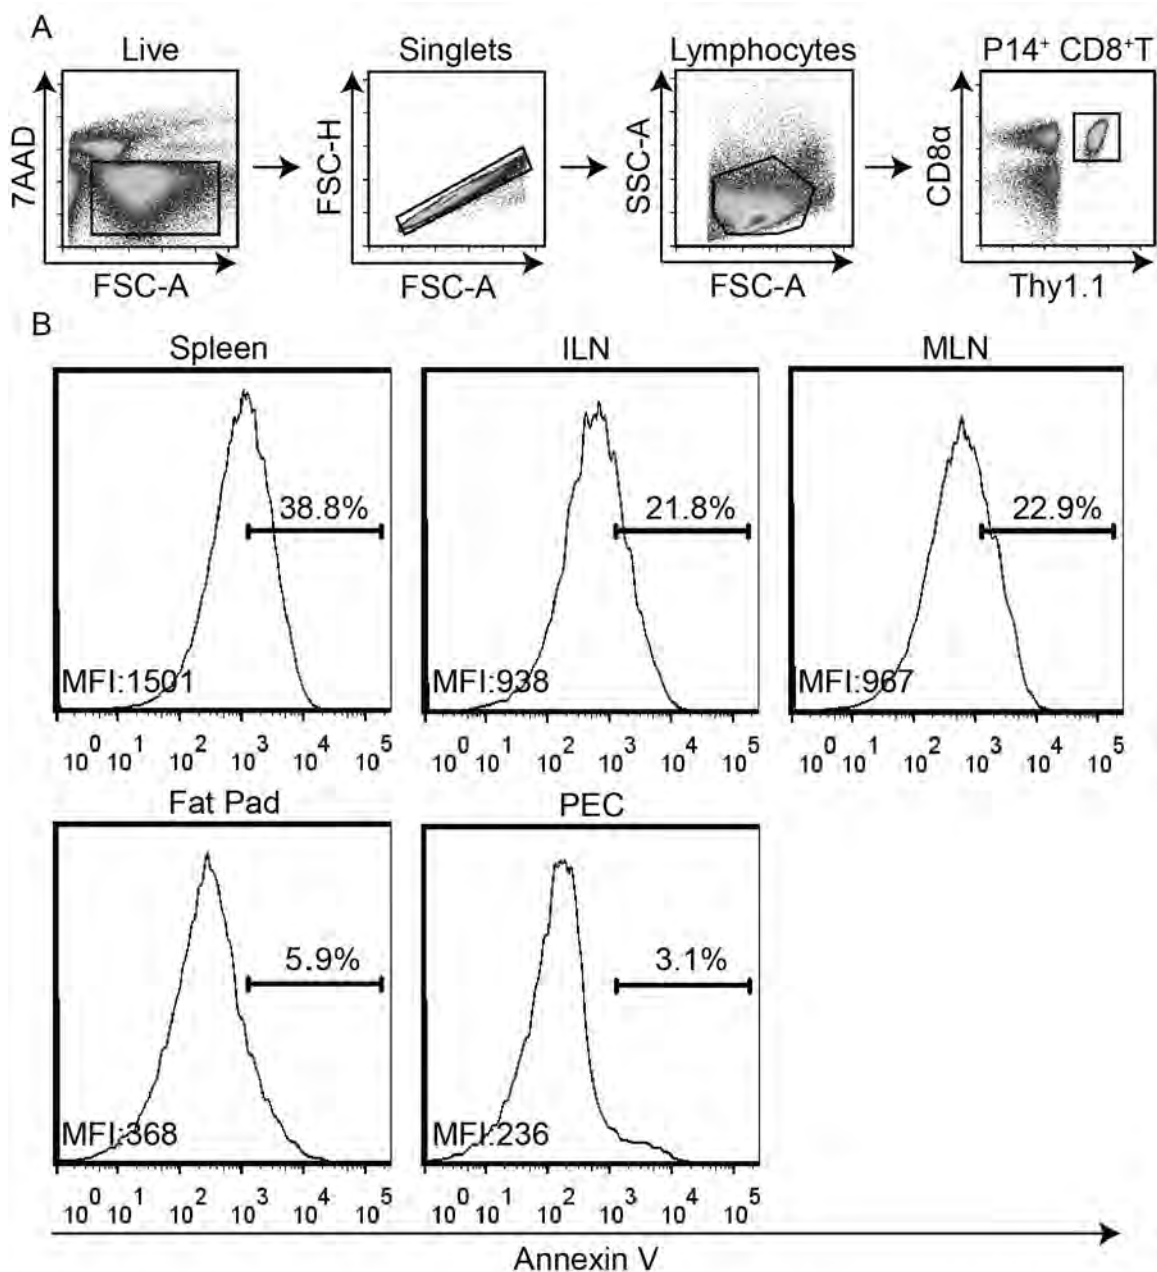 A
Live Singlets Lymphocytes P14⁺ CD8⁺T
7AAD FSC-H SSC-A CD8α
FSC-A FSC-A FSC-A Thy1.1
B
Spleen ILN MLN
38.8% 21.8% 22.9%
MFI:1501 MFI:938 MFI:967
10⁰ 10¹ 10² 10³ 10⁴ 10⁵ 10⁰ 10¹ 10² 10³ 10⁴ 10⁵ 10⁰ 10¹ 10² 10³ 10⁴ 10⁵
Fat Pad PEC
5.9% 3.1%
MFI:368 MFI:236
10⁰ 10¹ 10² 10³ 10⁴ 10⁵ 10⁰ 10¹ 10² 10³ 10⁴ 10⁵
Annexin V